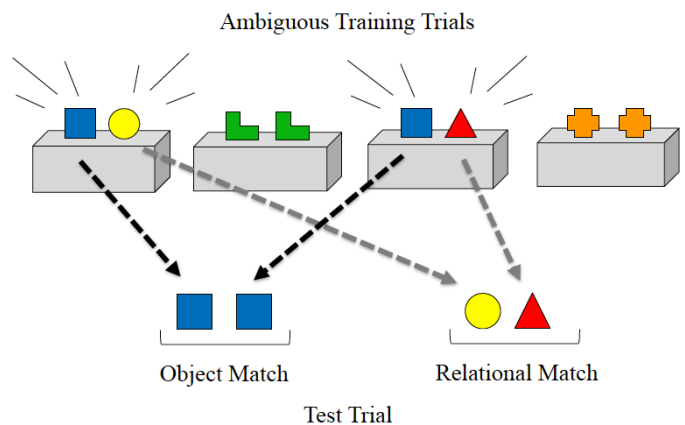 Ambiguous Training Trials
Object Match
Relational Match
Test Trial